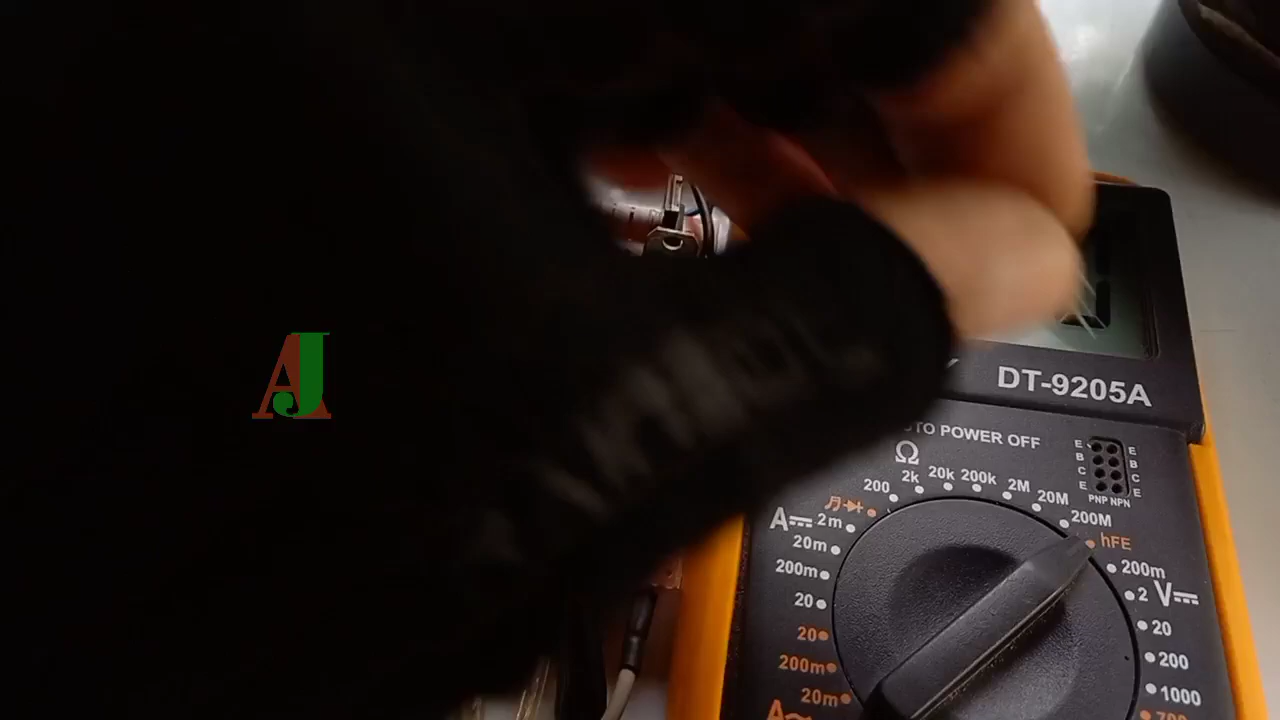 AJ
DT-9205A
TO POWER OFF
Ω
200 2k 20k 200k 2M 20M 200M
hFE
E B C E
E B C E
PNP NPN
A 2m
20m
200m
20
20
200m
20m
A
200m
2 V
20
200
1000